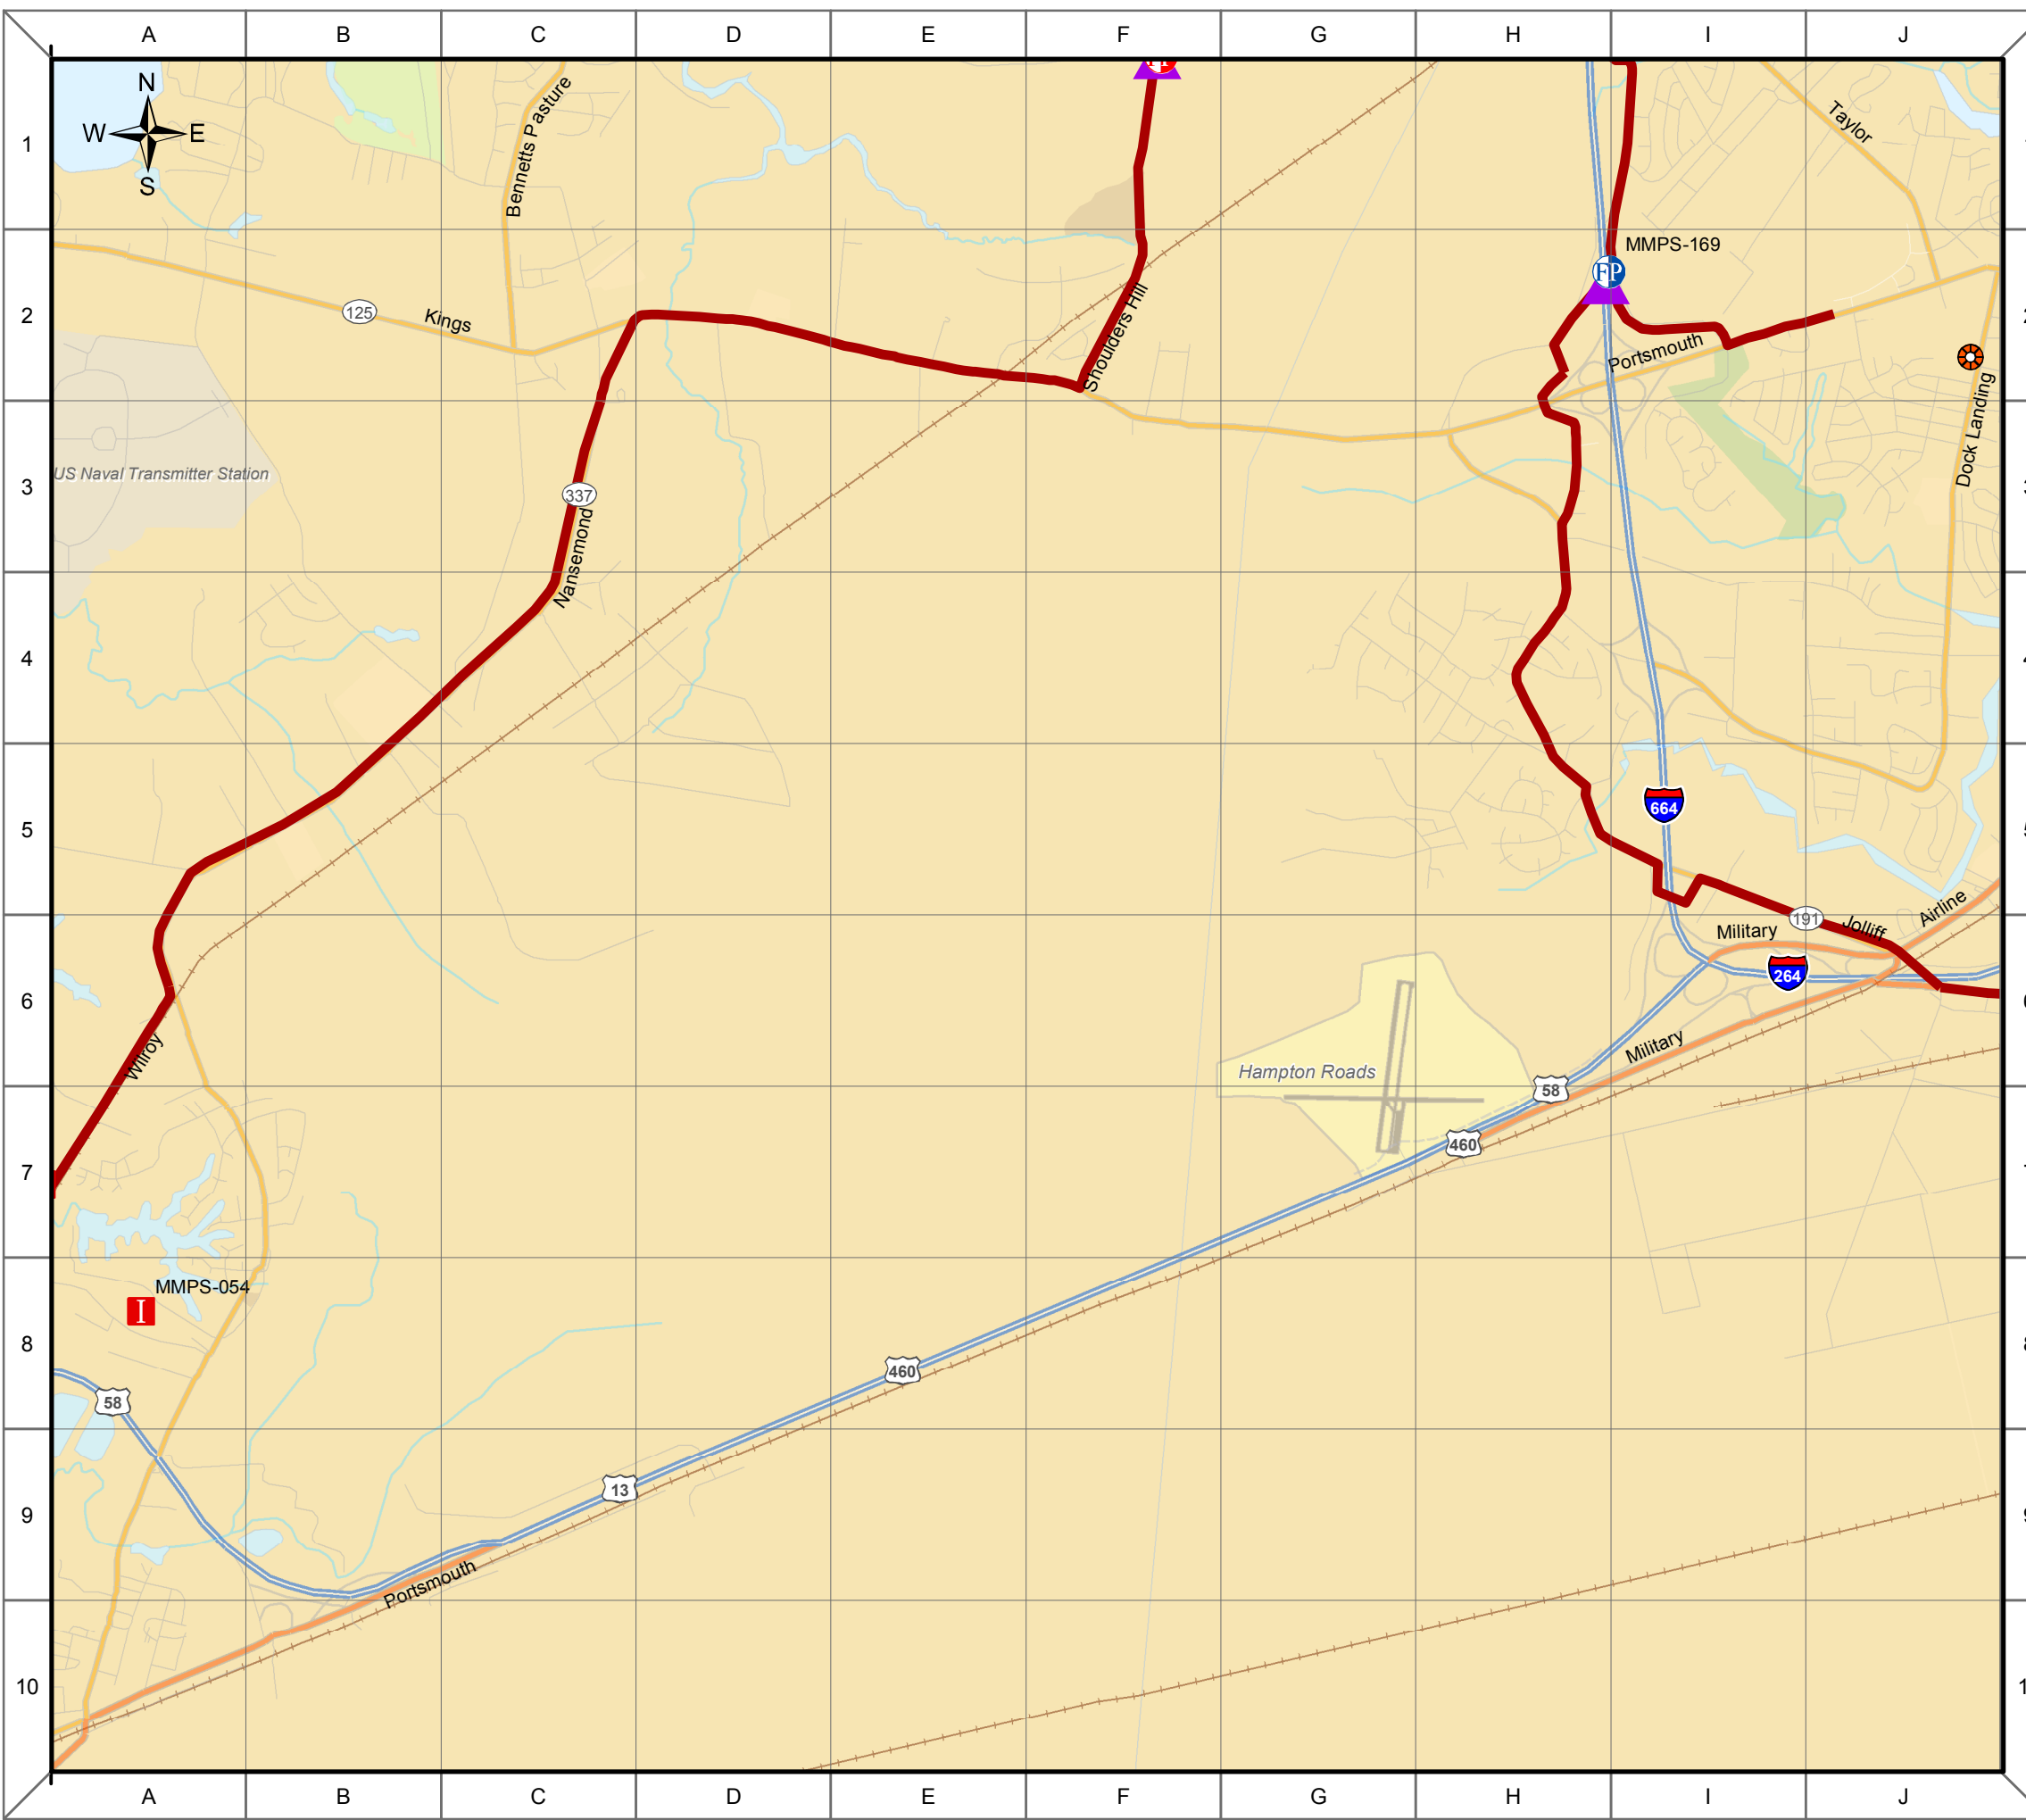 A B C D E F G H I J
N
W E
S
1
Bennetts Pasture
FP
Taylor
MMPS-169
FP
2
125
Kings
Shoulders Hill
Portsmouth
Dock Landing
3
US Naval Transmitter Station
337
Nansemond
4
5
664
191
Jolliff
Airline
Military
264
6
Wilroy
Military
Hampton Roads
58
460
7
MMPS-054
I
8
460
58
9
13
Portsmouth
10
A B C D E F G H I J